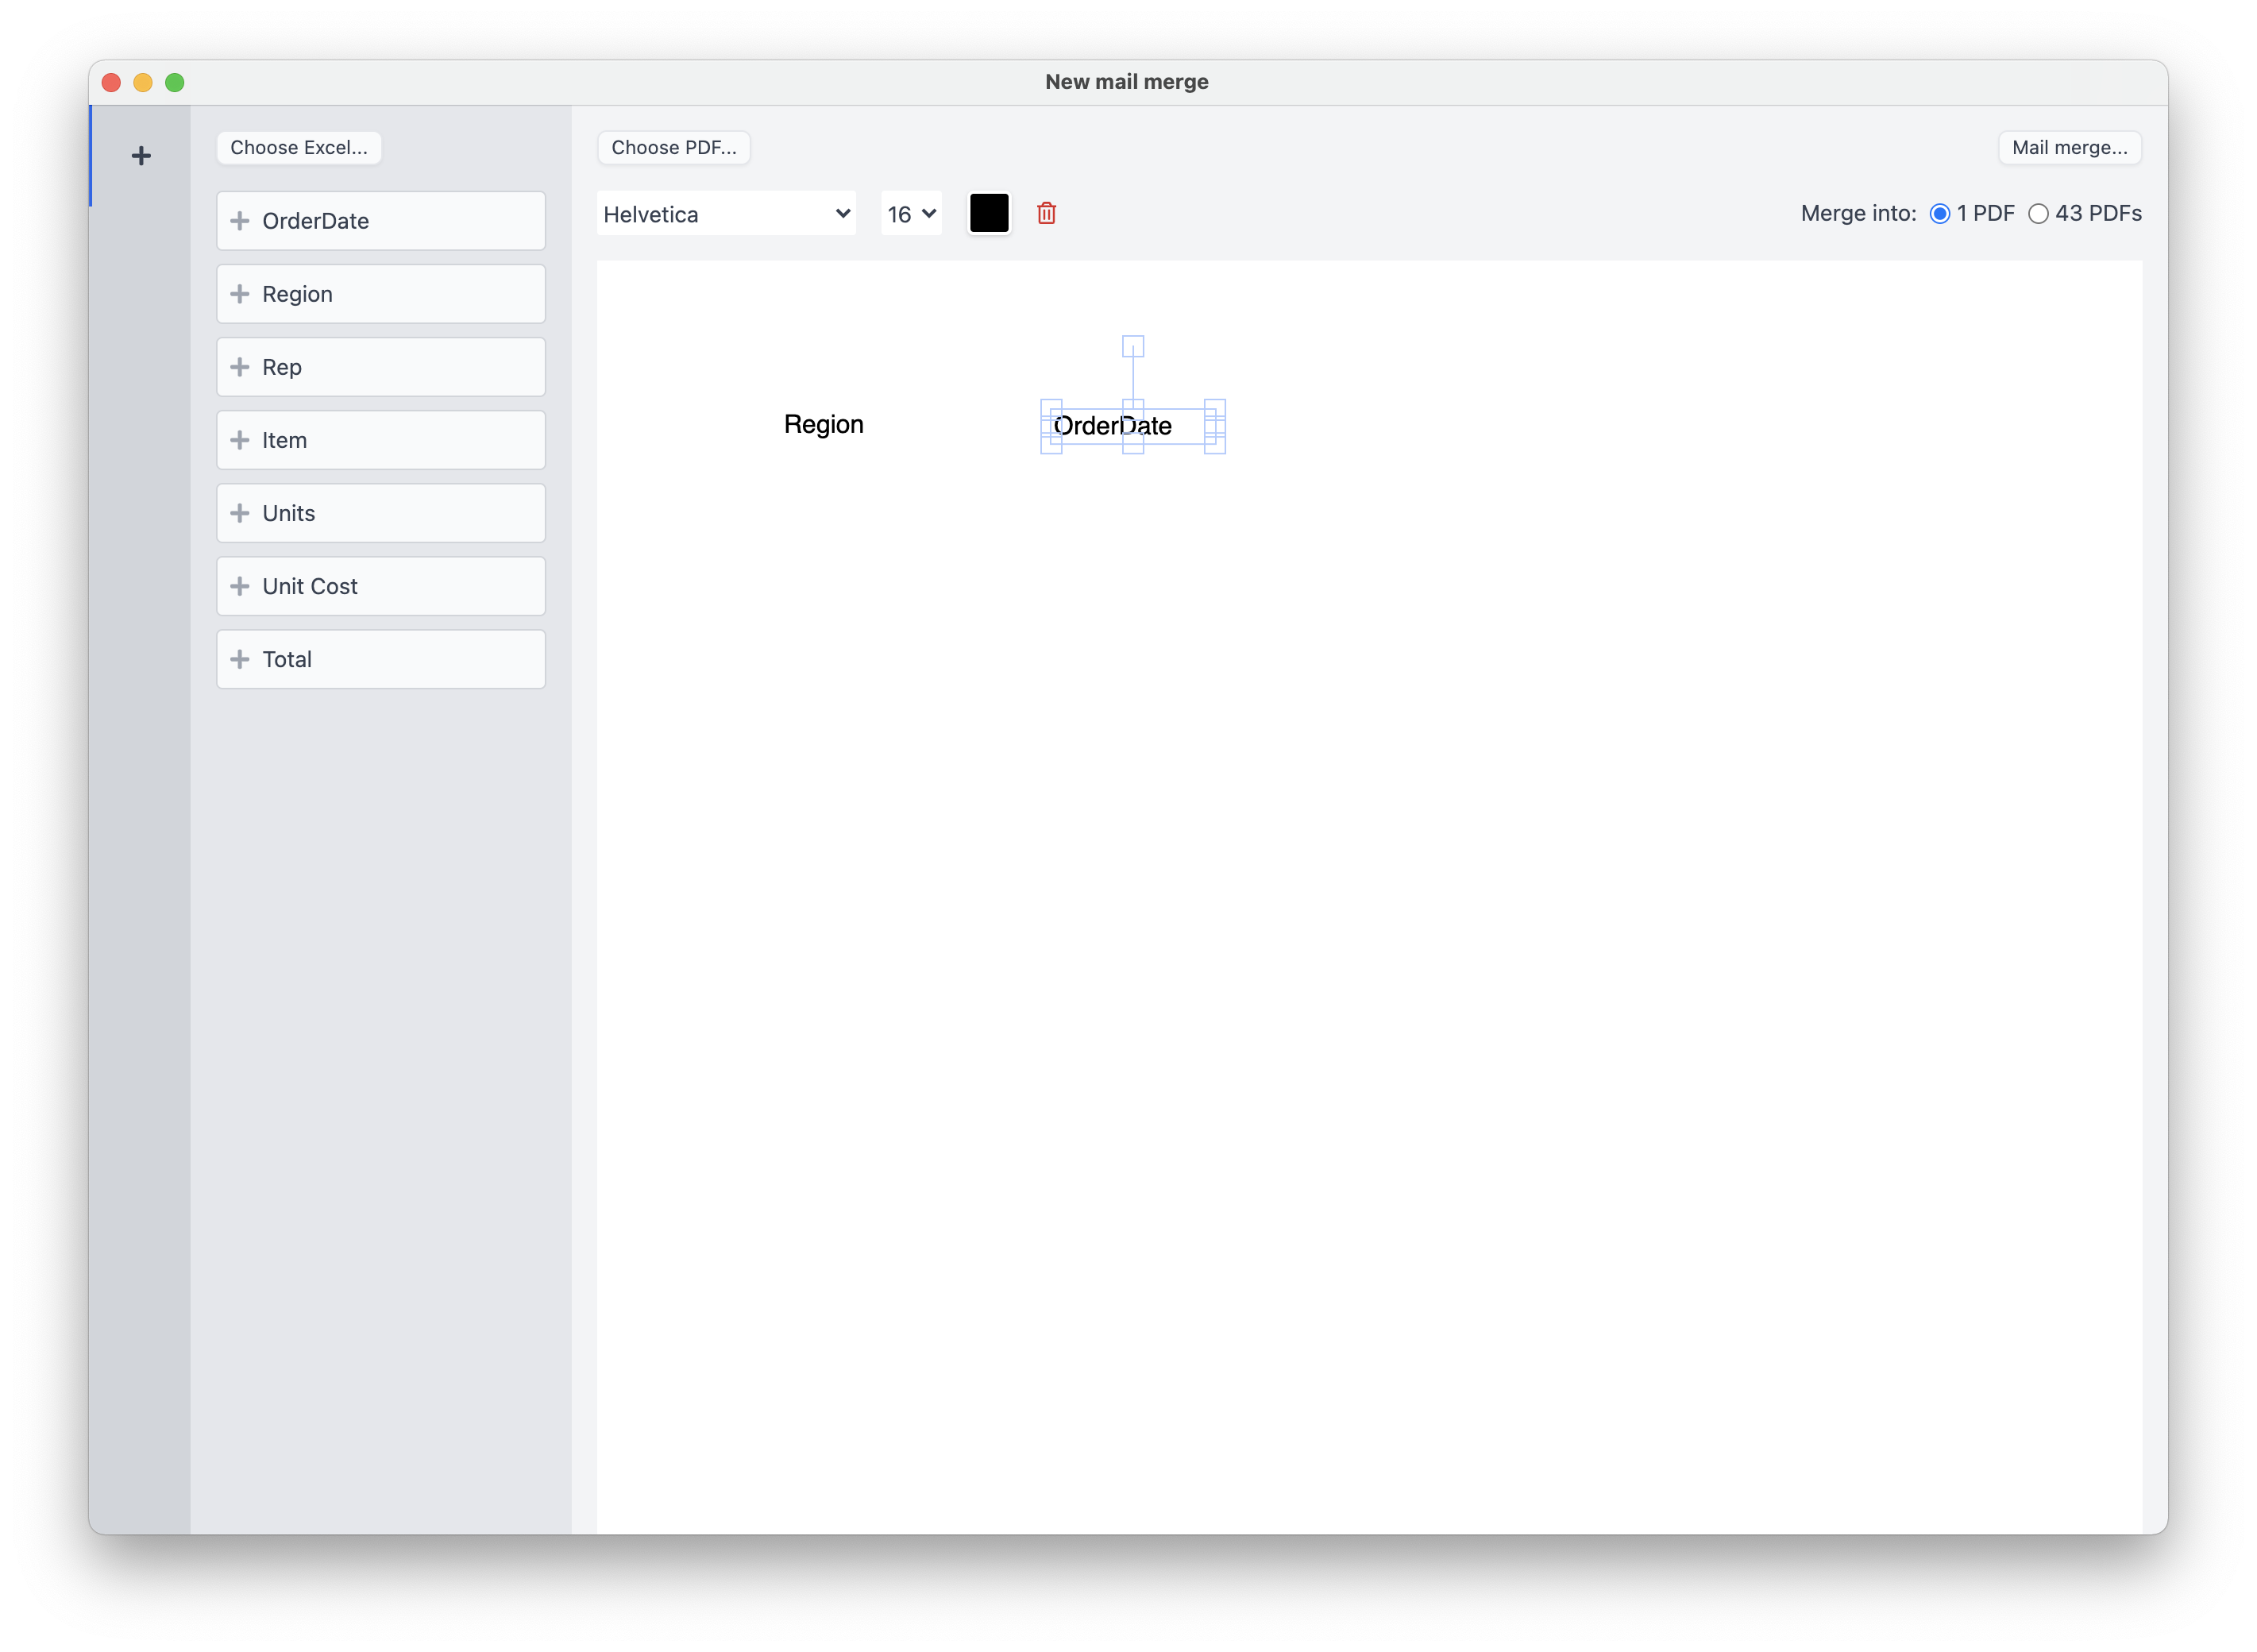 New mail merge
Choose Excel...
Choose PDF...
Mail merge...
Helvetica
16
Merge into: 1 PDF 43 PDFs
OrderDate
Region
Rep
Item
Units
Unit Cost
Total
Region
OrderDate